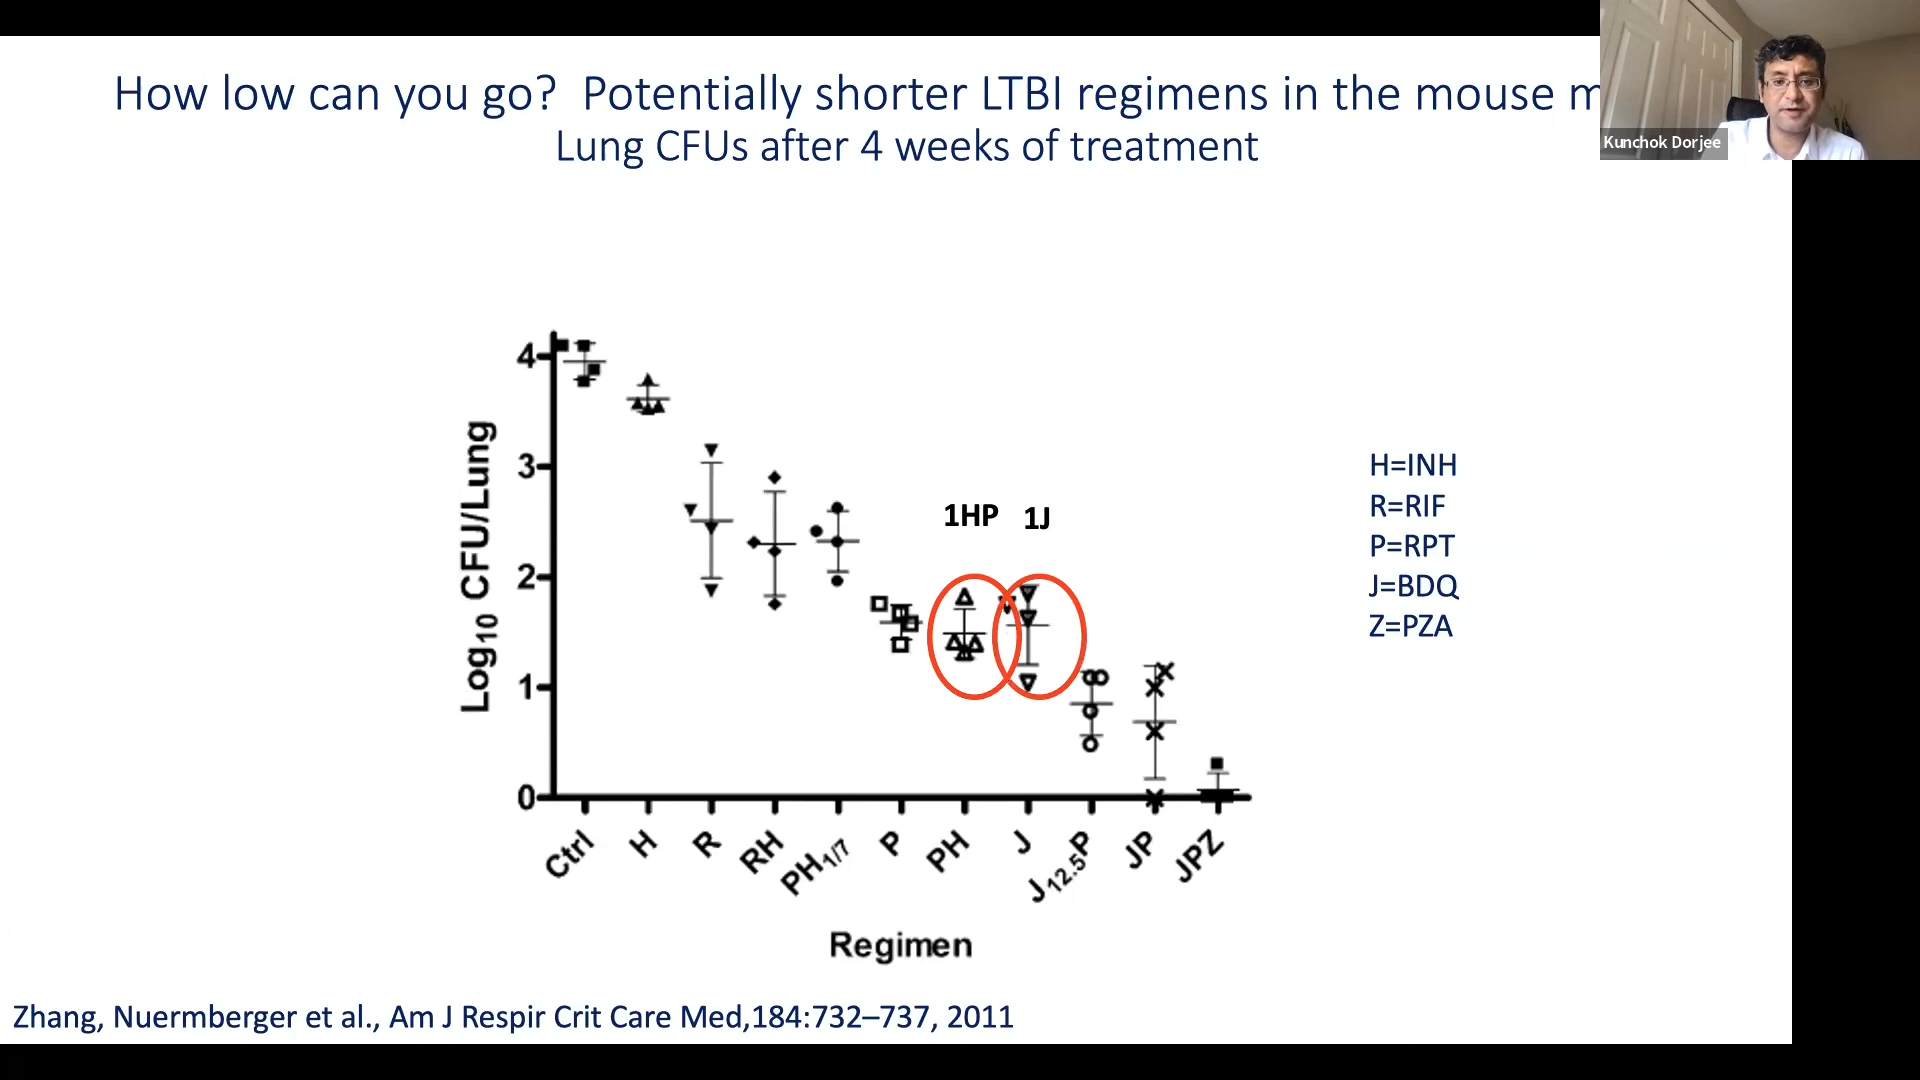 How low can you go?  Potentially shorter LTBI regimens in the mouse m
Lung CFUs after 4 weeks of treatment
Kunchok Dorjee
Log10 CFU/Lung
4
3
2
1
0
1HP
1J
H=INH
R=RIF
P=RPT
J=BDQ
Z=PZA
Ctrl
H
R
RH
PH1/7
P
PH
J
J12.5P
JP
JPZ
Regimen
Zhang, Nuermberger et al., Am J Respir Crit Care Med,184:732–737, 2011